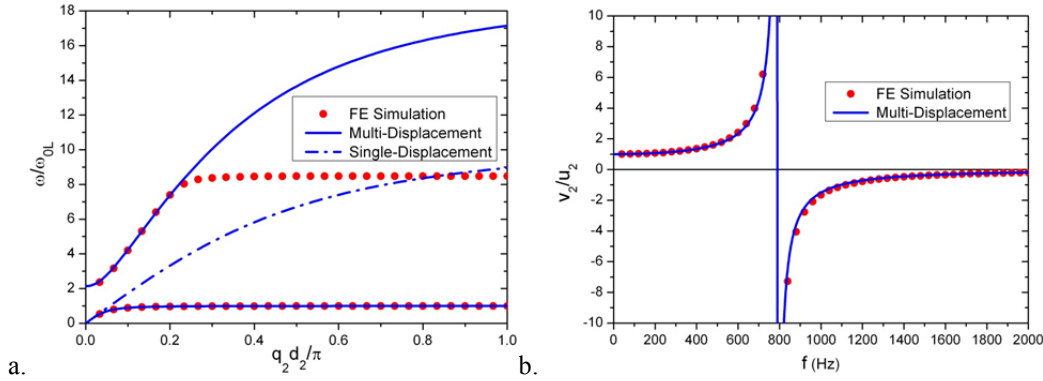 18
16
14
12
10
8
6
4
2
0
ω/ω0L
FE Simulation
Multi-Displacement
Single-Displacement
0.0 0.2 0.4 0.6 0.8 1.0
q2d2/π
a.
10
8
6
4
2
0
-2
-4
-6
-8
-10
v2/u2
FE Simulation
Multi-Displacement
0 200 400 600 800 1000 1200 1400 1600 1800 2000
f (Hz)
b.